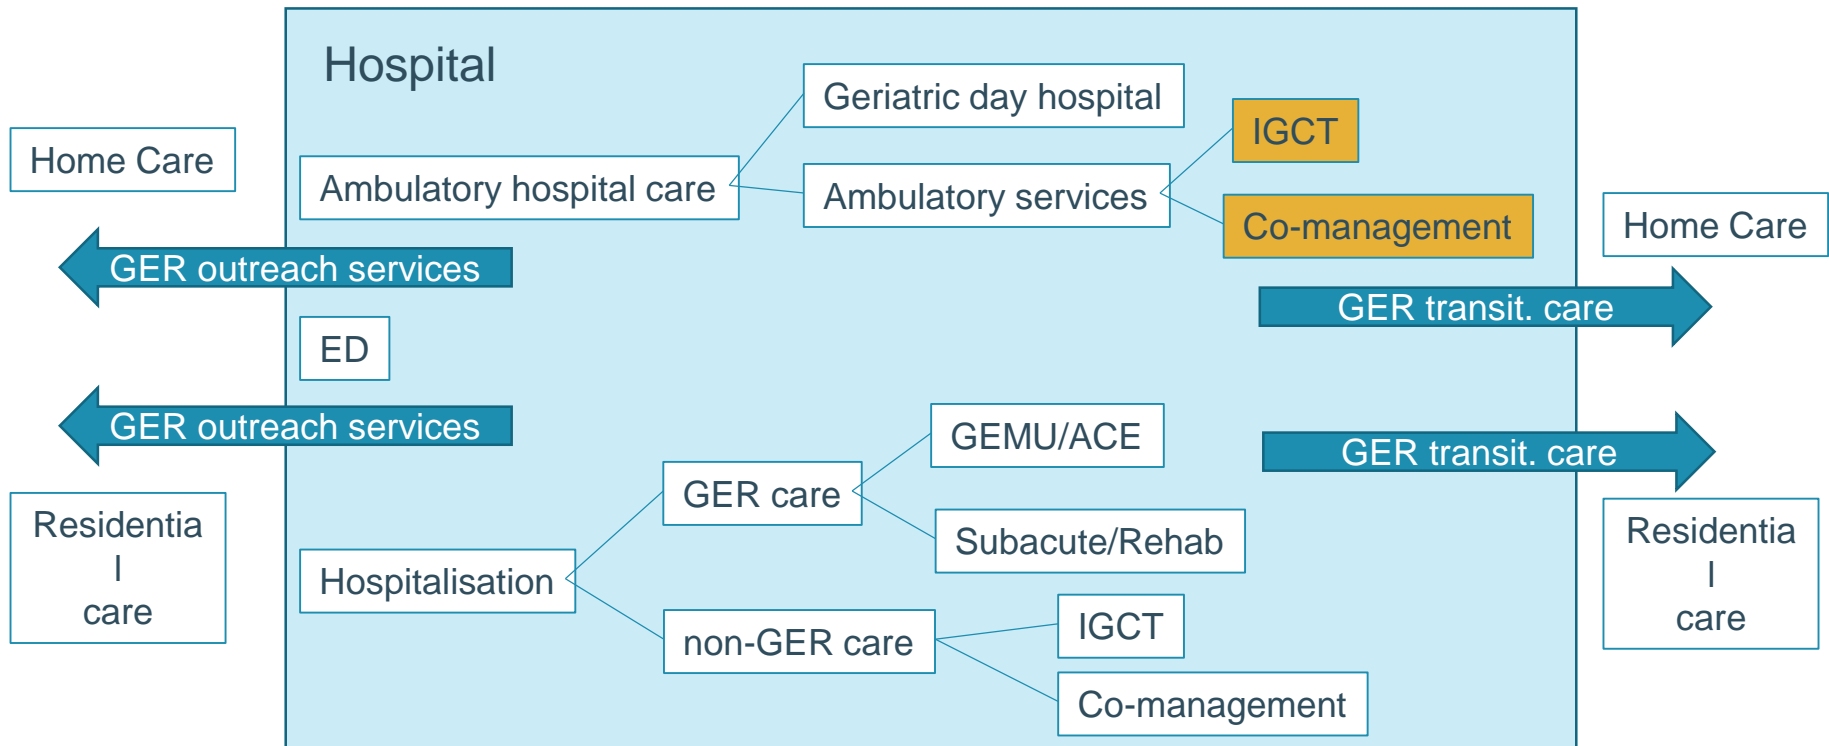 Hospital
Geriatric day hospital
IGCT
Home Care
Ambulatory hospital care
Ambulatory services
Co-management
Home Care
GER outreach services
GER transit. care
ED
GER outreach services
GEMU/ACE
GER transit. care
GER care
Residentia
l
care
Subacute/Rehab
Residentia
l
care
Hospitalisation
IGCT
non-GER care
Co-management